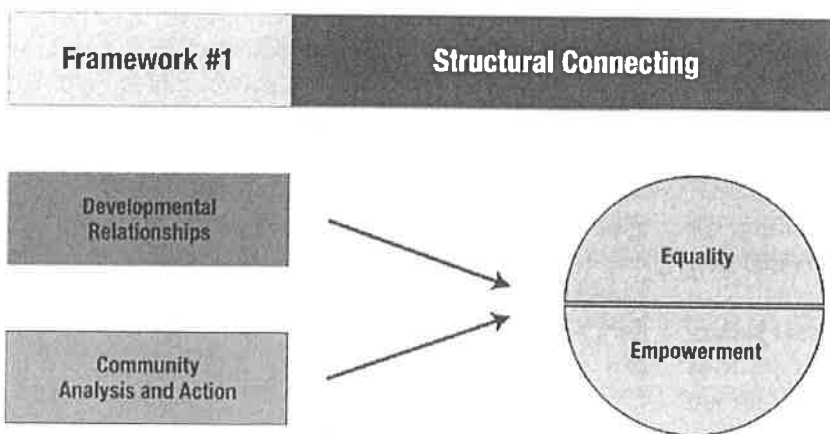 Framework #1
Structural Connecting
Developmental
Relationships
Equality
Empowerment
Community
Analysis and Action